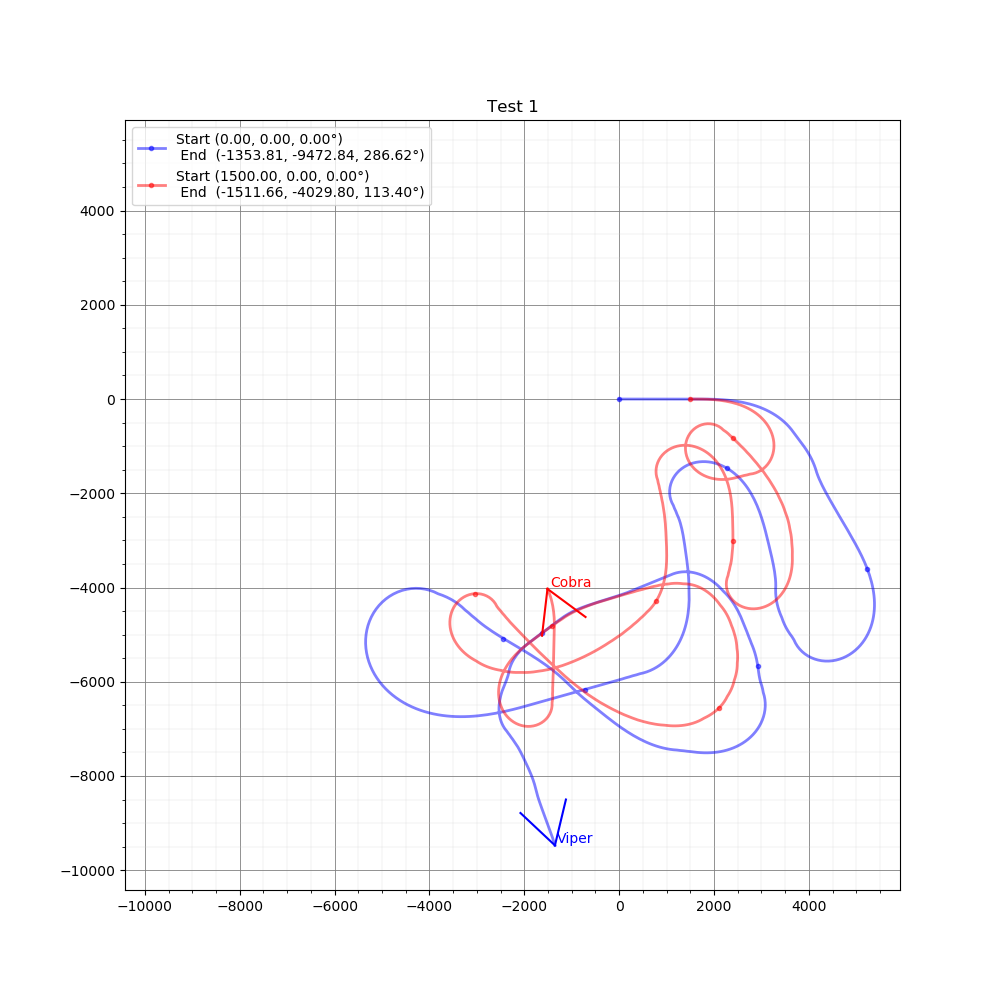 Test 1
Start (0.00, 0.00, 0.00°)
End (-1353.81, -9472.84, 286.62°)
Start (1500.00, 0.00, 0.00°)
End (-1511.66, -4029.80, 113.40°)
4000
2000
0
−2000
−4000
−6000
−8000
−10000
Cobra
Viper
−10000 −8000 −6000 −4000 −2000 0 2000 4000